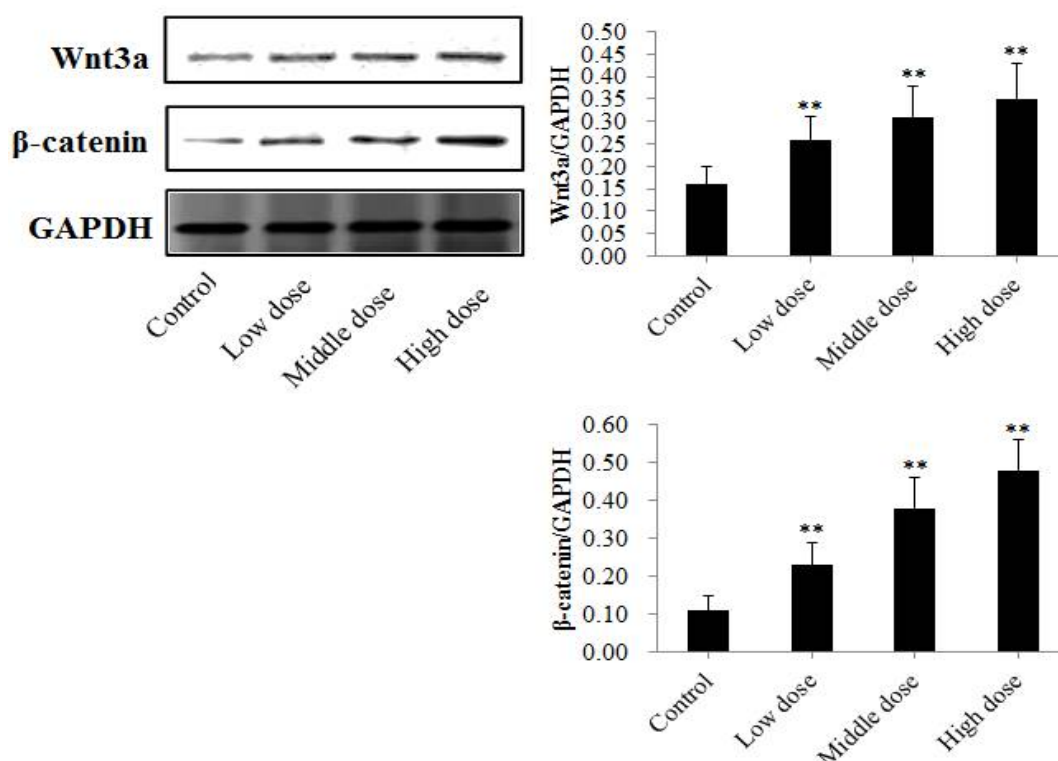 Wnt3a
β-catenin
GAPDH
Control
Low dose
Middle dose
High dose
Wnt3a/GAPDH
0.50
0.45
0.40
0.35
0.30
0.25
0.20
0.15
0.10
0.05
0.00
**
**
**
Control
Low dose
Middle dose
High dose
β-catenin/GAPDH
0.60
0.50
0.40
0.30
0.20
0.10
0.00
**
**
**
Control
Low dose
Middle dose
High dose